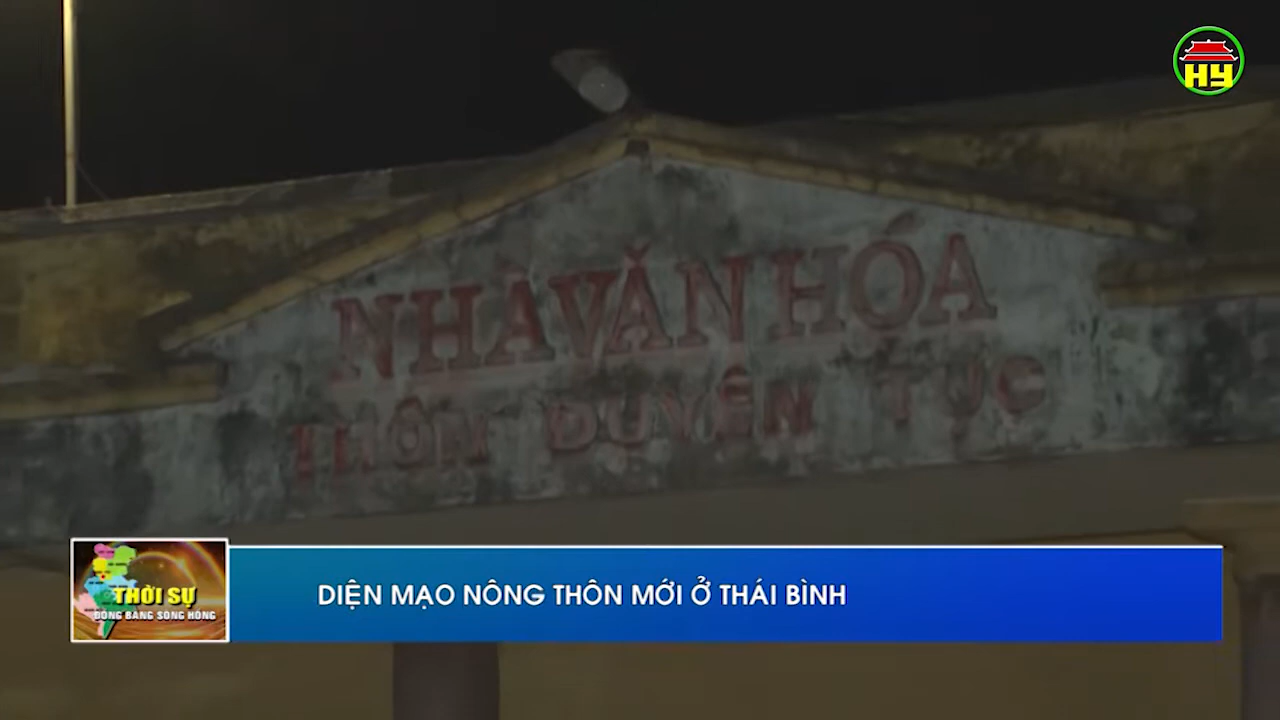 HY
NHÀ VĂN HÓA
THÔN DUYÊN TỤC
THỜI SỰ
ĐỒNG BẰNG SÔNG HỒNG
DIỆN MẠO NÔNG THÔN MỚI Ở THÁI BÌNH